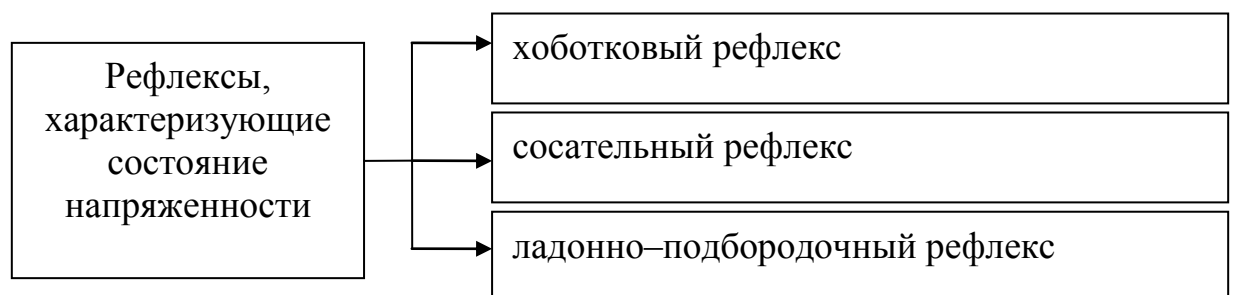 Рефлексы,
характеризующие
состояние
напряженности
хоботковый рефлекс
сосательный рефлекс
ладонно–подбородочный рефлекс